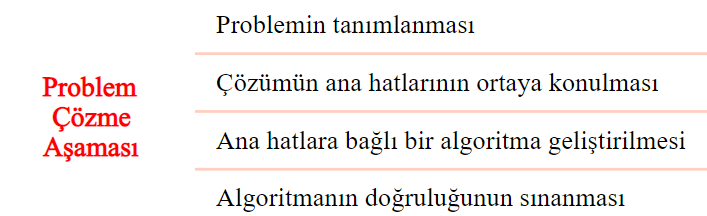 Problem
Çözme
Aşaması
Problemin tanımlanması
Çözümün ana hatlarının ortaya konulması
Ana hatlara bağlı bir algoritma geliştirilmesi
Algoritmanın doğruluğunun sınanması